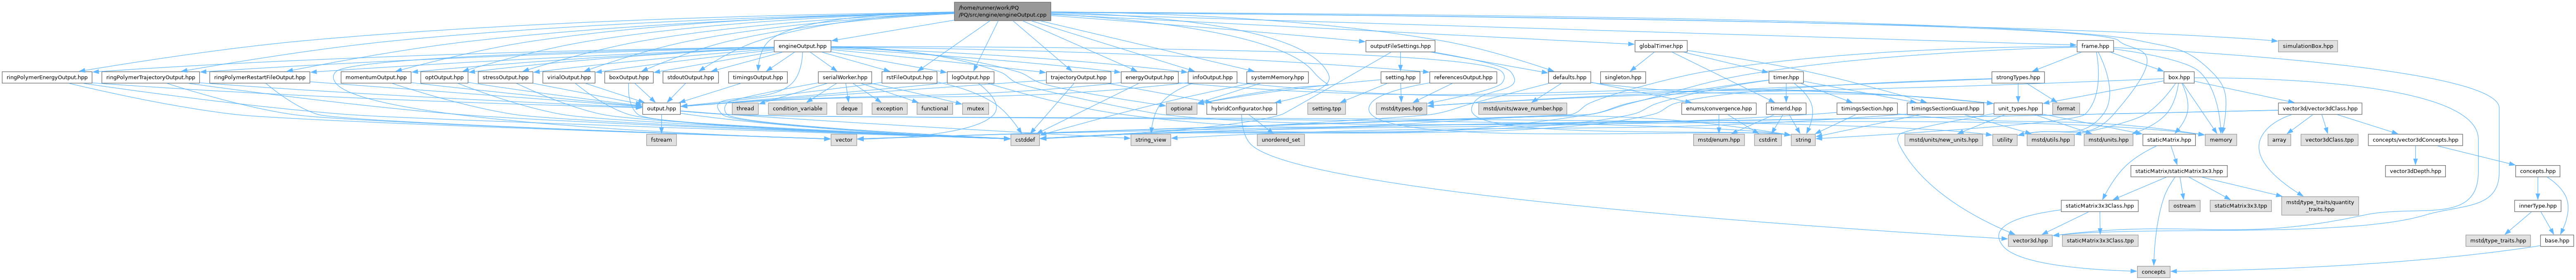 /home/runner/work/PQ
/PQ/src/engine/engineOutput.cpp
engineOutput.hpp
outputFileSettings.hpp
globalTimer.hpp
frame.hpp
simulationBox.hpp
ringPolymerEnergyOutput.hpp
ringPolymerTrajectoryOutput.hpp
ringPolymerRestartFileOutput.hpp
momentumOutput.hpp
optOutput.hpp
stressOutput.hpp
virialOutput.hpp
boxOutput.hpp
stdoutOutput.hpp
timingsOutput.hpp
serialWorker.hpp
rstFileOutput.hpp
logOutput.hpp
trajectoryOutput.hpp
energyOutput.hpp
infoOutput.hpp
systemMemory.hpp
setting.hpp
referencesOutput.hpp
defaults.hpp
singleton.hpp
timer.hpp
strongTypes.hpp
box.hpp
output.hpp
thread
condition_variable
deque
exception
functional
mutex
optional
hybridConfigurator.hpp
setting.tpp
mstd/types.hpp
mstd/units/wave_number.hpp
enums/convergence.hpp
timerId.hpp
timingsSection.hpp
timingsSectionGuard.hpp
unit_types.hpp
format
vector3d/vector3dClass.hpp
fstream
vector
cstddef
string_view
unordered_set
mstd/enum.hpp
cstdint
string
mstd/units/new_units.hpp
utility
mstd/utils.hpp
mstd/units.hpp
staticMatrix.hpp
memory
array
vector3dClass.tpp
concepts/vector3dConcepts.hpp
staticMatrix/staticMatrix3x3.hpp
vector3dDepth.hpp
concepts.hpp
staticMatrix3x3Class.hpp
ostream
staticMatrix3x3.tpp
mstd/type_traits/quantity
_traits.hpp
innerType.hpp
vector3d.hpp
staticMatrix3x3Class.tpp
mstd/type_traits.hpp
base.hpp
concepts